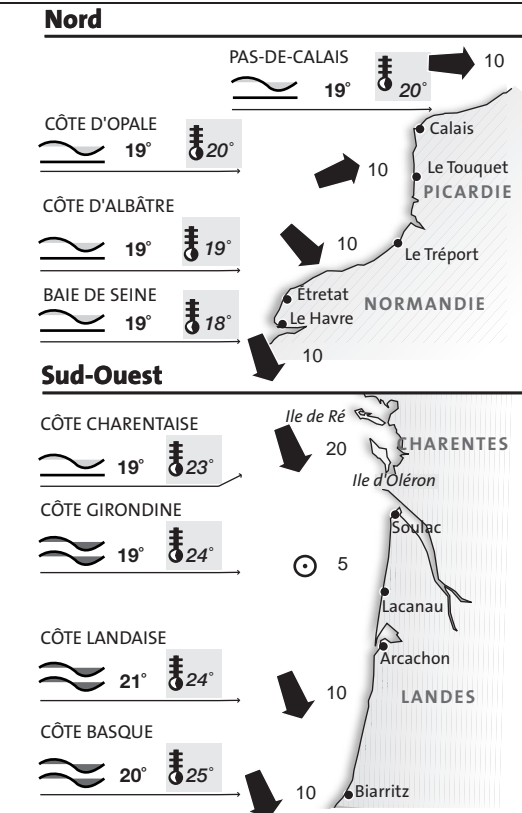 Nord
PAS-DE-CALAIS
19° 20° 10
Calais
CÔTE D'OPALE
19° 20° 10
Le Touquet
PICARDIE
CÔTE D'ALBÂTRE
19° 19° 10
Le Tréport
BAIE DE SEINE
19° 18° 10
Étretat
NORMANDIE
Le Havre
Sud-Ouest
CÔTE CHARENTAISE
19° 23° 20
Ile de Ré
CHARENTES
Ile d'Oléron
CÔTE GIRONDINE
19° 24° 5
Soulac
Lacanau
CÔTE LANDAISE
21° 24° 10
Arcachon
LANDES
CÔTE BASQUE
20° 25° 10
Biarritz